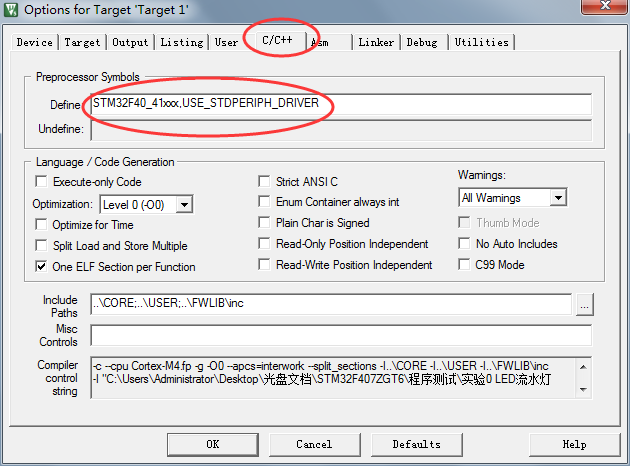 Options for Target 'Target 1'
Device Target Output Listing User C/C++ Asm Linker Debug Utilities
Preprocessor Symbols
Define: STM32F40_41xxx,USE_STDPERIPH_DRIVER
Undefine:
Language / Code Generation
Execute-only Code
Strict ANSI C
Warnings:
Optimization: Level 0 (-O0)
Enum Container always int
All Warnings
Optimize for Time
Plain Char is Signed
Thumb Mode
Split Load and Store Multiple
Read-Only Position Independent
No Auto Includes
One ELF Section per Function
Read-Write Position Independent
C99 Mode
Include Paths
..\CORE;..\USER;..\FWLIB\inc
...
Misc Controls
Compiler control string
-c --cpu Cortex-M4.fp -g -O0 --apcs=interwork --split_sections -I..\CORE -I..\USER -I..\FWLIB\inc
-I "C:\Users\Administrator\Desktop\光盘文档\STM32F407ZGT6\程序测试\实验0 LED流水灯
OK Cancel Defaults Help